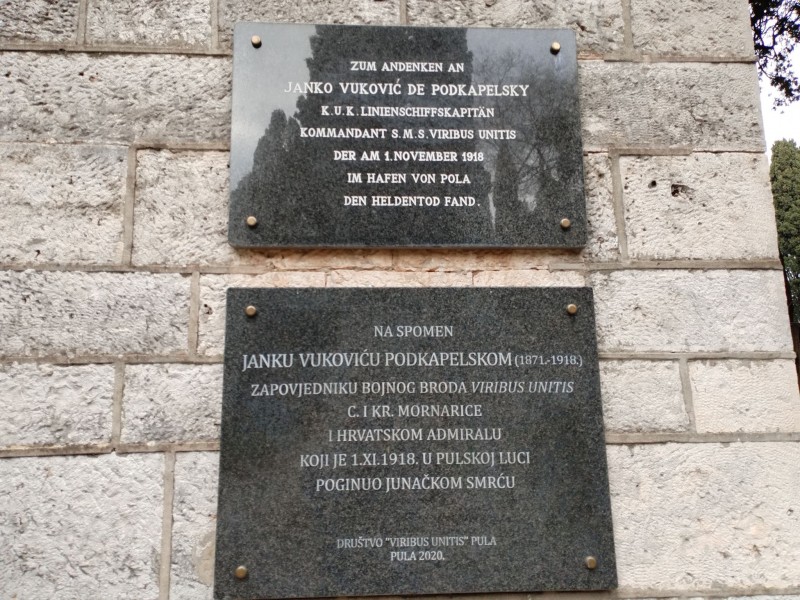 ZUM ANDENKEN AN
JANKO VUKOVIĆ DE PODKAPELSKY
K.U.K. LINIENSCHIFFSKAPITÄN
KOMMANDANT S.M.S. VIRIBUS UNITIS
DER AM 1. NOVEMBER 1918
IM HAFEN VON POLA
DEN HELDENTOD FAND.
NA SPOMEN
JANKU VUKOVIĆU PODKAPELSKOM (1871.-1918.)
ZAPOVJEDNIKU BOJNOG BRODA VIRIBUS UNITIS
C. I KR. MORNARICE
I HRVATSKOM ADMIRALU
KOJI JE 1.XI.1918. U PULSKOJ LUCI
POGINUO JUNAČKOM SMRĆU
DRUŠTVO "VIRIBUS UNITIS" PULA
PULA 2020.